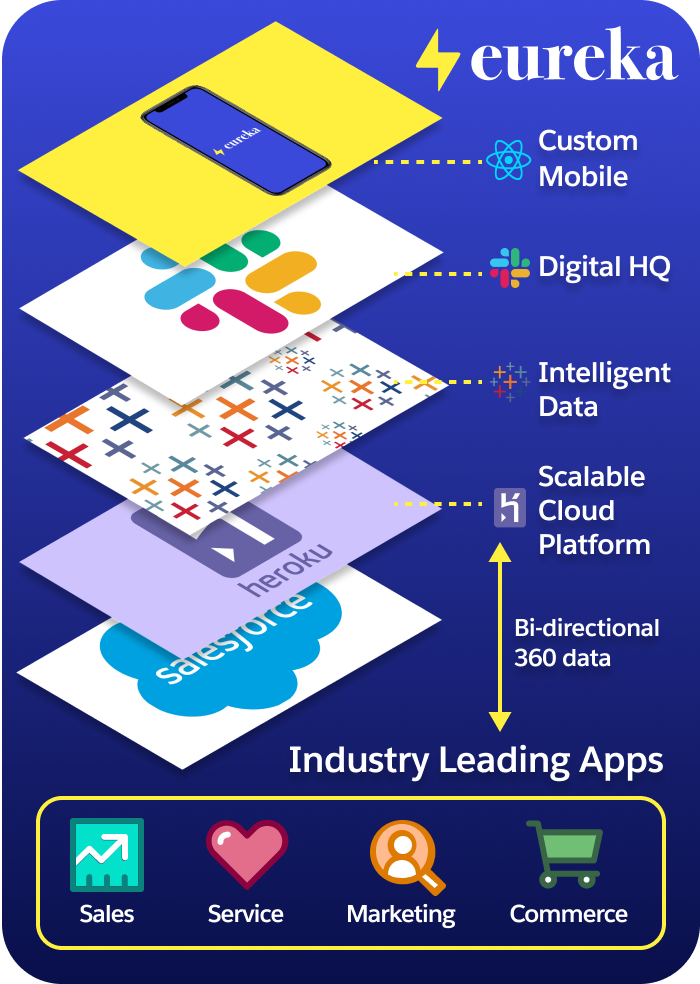 eureka
eureka
Custom
Mobile
Digital HQ
Intelligent
Data
Scalable
Cloud
Platform
heroku
salesforce
Bi-directional
360 data
Industry Leading Apps
Sales
Service
Marketing
Commerce